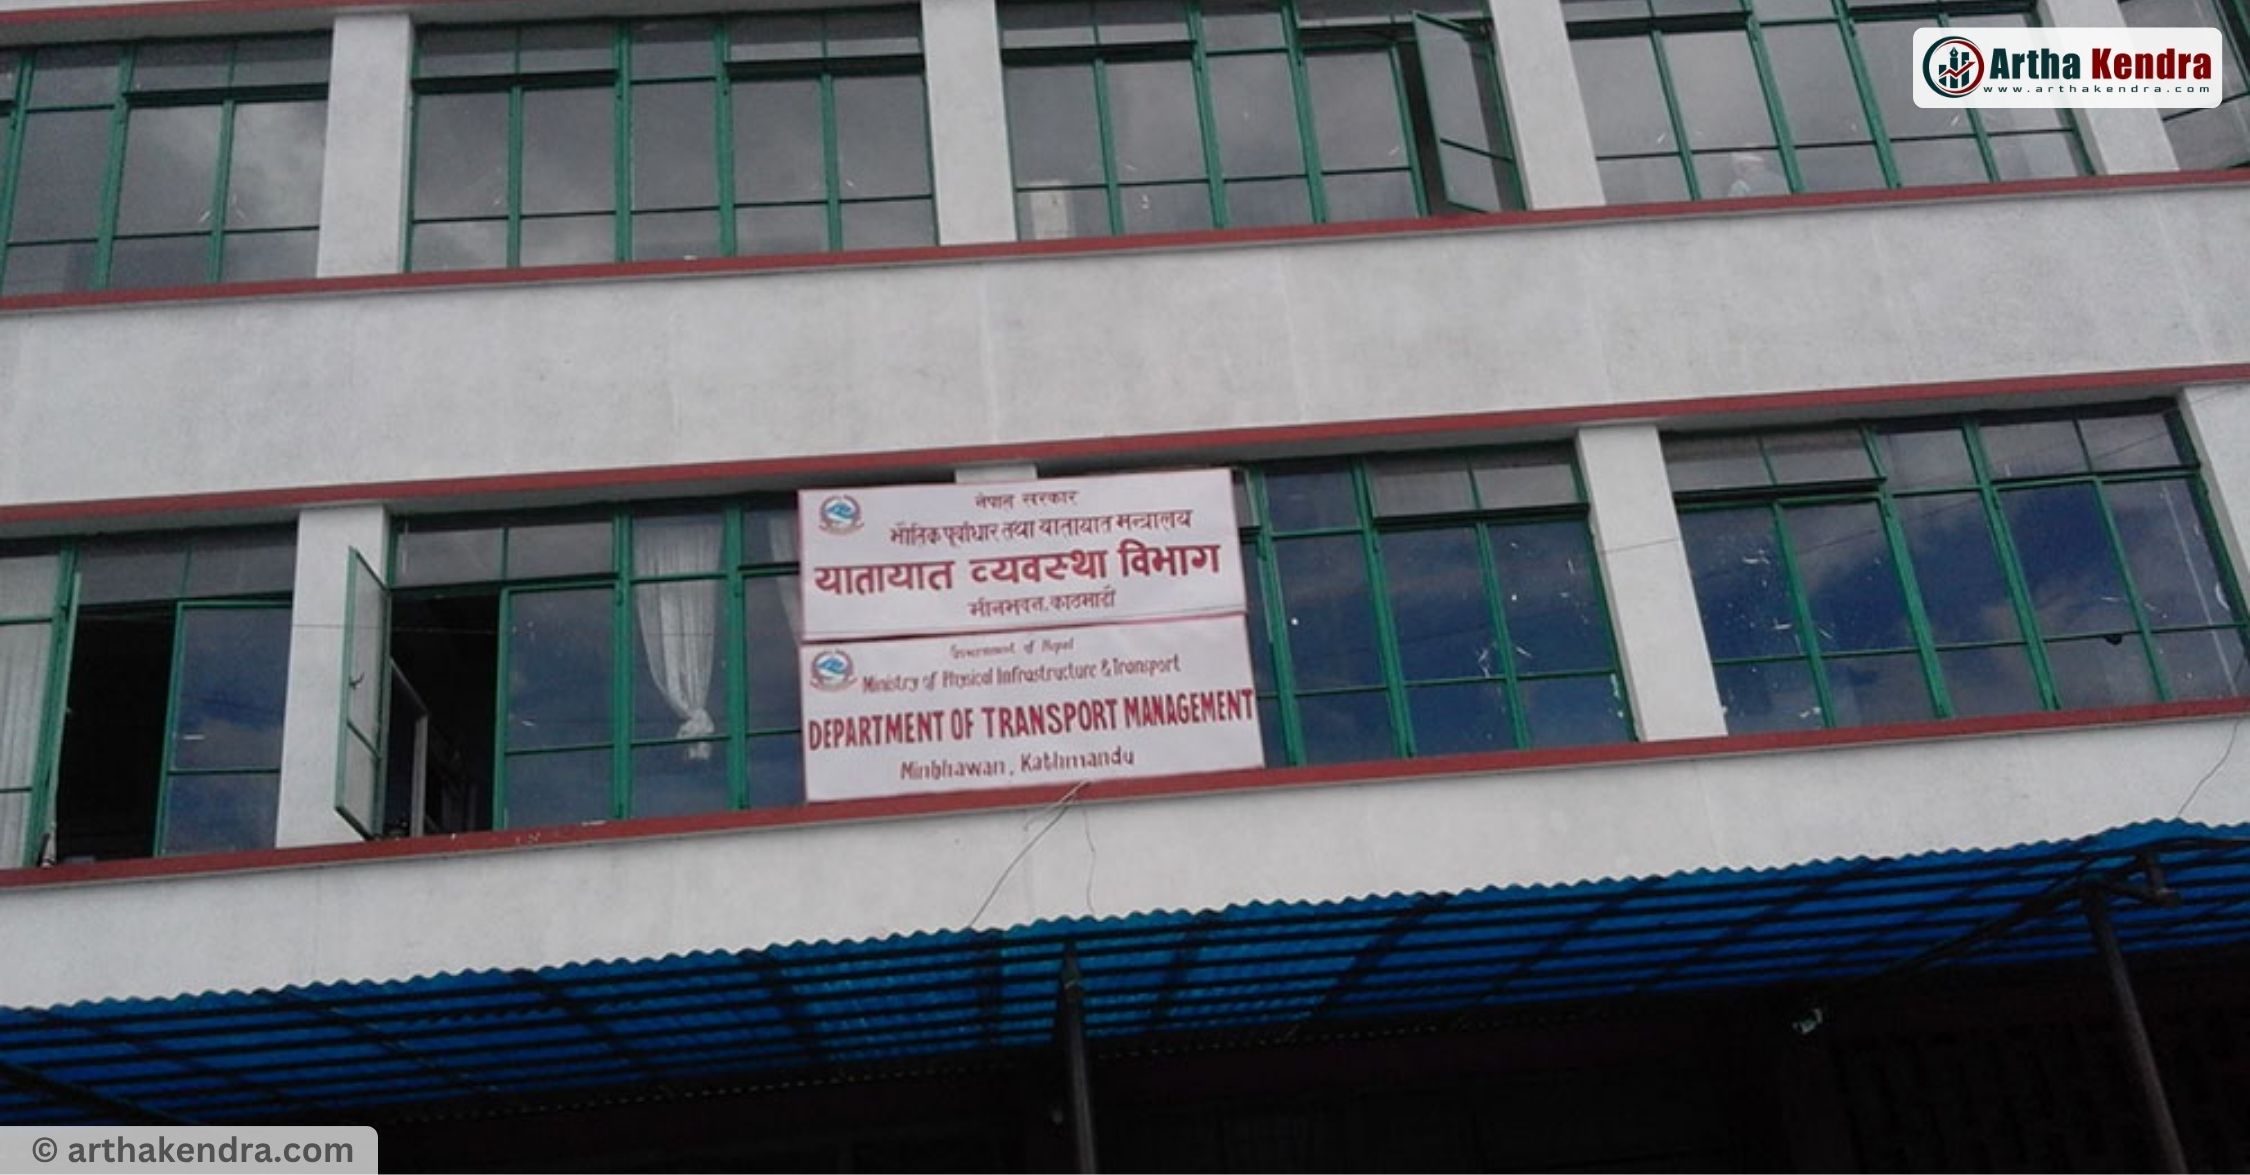 Artha Kendra
www.arthakendra.com
नेपाल सरकार
भौतिक पूर्वाधार तथा यातायात मन्त्रालय
यातायात व्यवस्था विभाग
मीनभवन, काठमाडौं
Government of Nepal
Ministry of Physical Infrastructure & Transport
DEPARTMENT OF TRANSPORT MANAGEMENT
Minbhawan, Kathmandu
© arthakendra.com